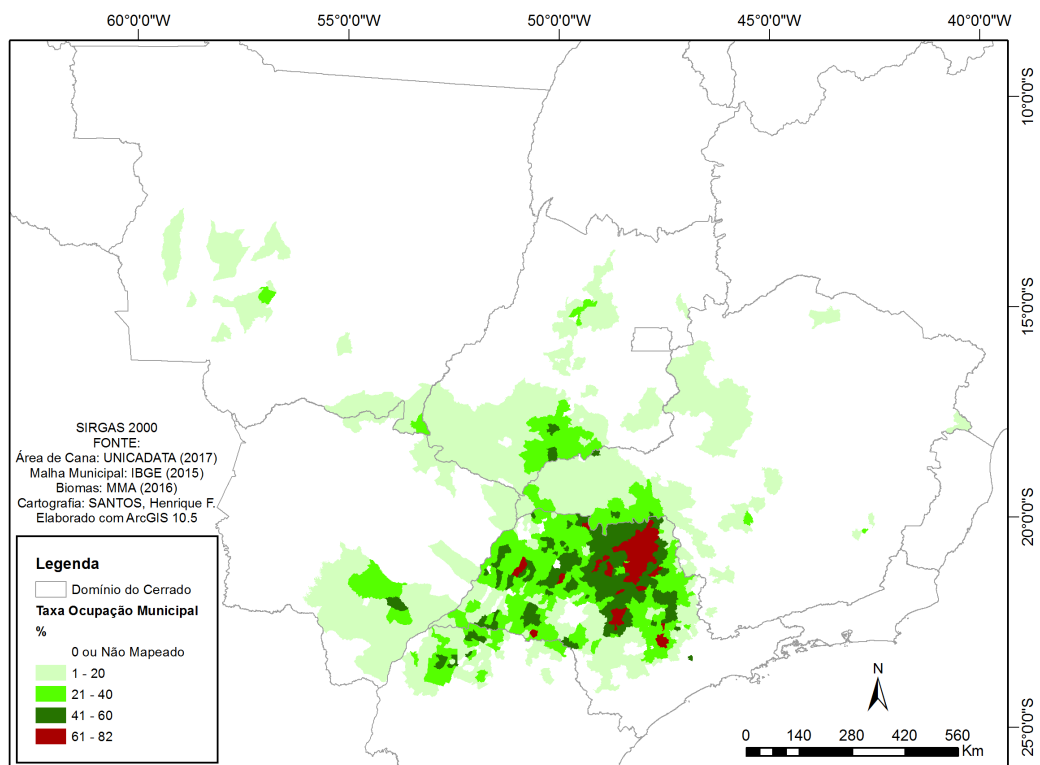 60°0'0"W 55°0'0"W 50°0'0"W 45°0'0"W 40°0'0"W
10°0'0"S
15°0'0"S
20°0'0"S
25°0'0"S
SIRGAS 2000
FONTE:
Área de Cana: UNICADATA (2017)
Malha Municipal: IBGE (2015)
Biomas: MMA (2016)
Cartografia: SANTOS, Henrique F.
Elaborado com ArcGIS 10.5
Legenda
Domínio do Cerrado
Taxa Ocupação Municipal
%
0 ou Não Mapeado
1 - 20
21 - 40
41 - 60
61 - 82
N
0 140 280 420 560
Km